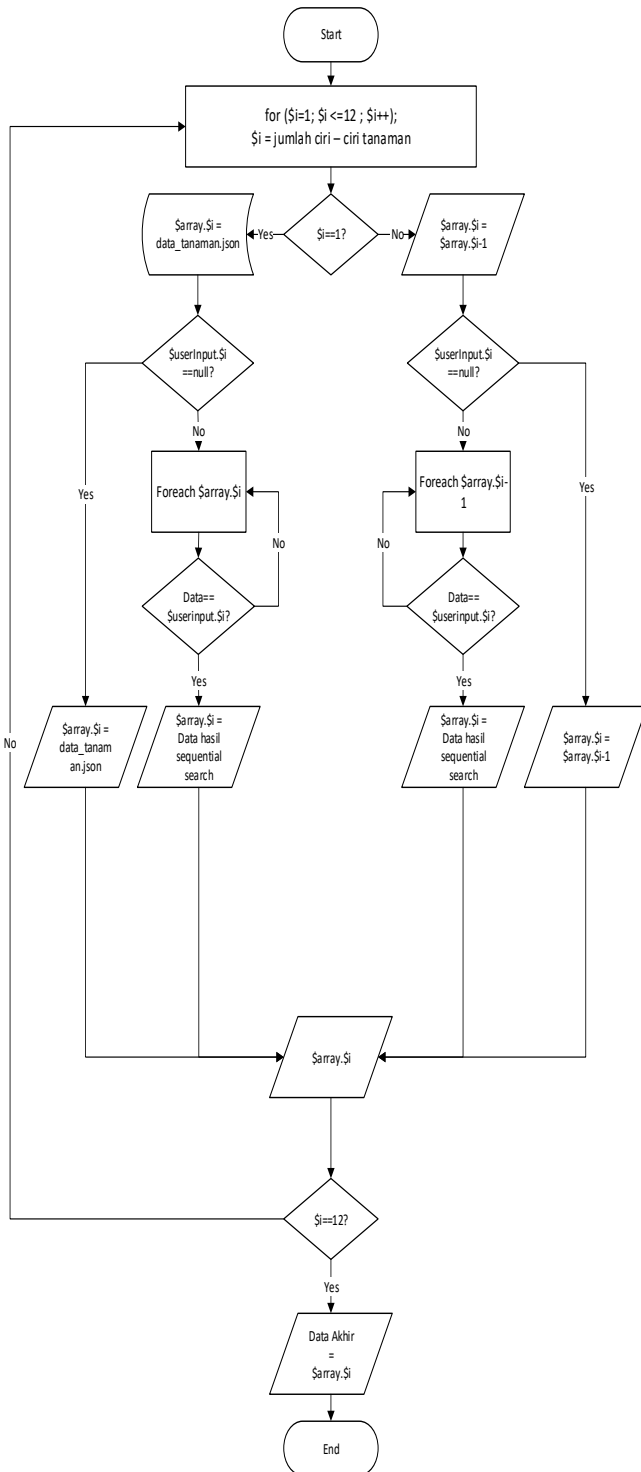 Start
for ($i=1; $i <=12 ; $i++);
$i = jumlah ciri – ciri tanaman
$array.$i =
data_tanaman.json
Yes
$i==1?
No
$array.$i =
$array.$i-1
$userInput.$i
==null?
$userInput.$i
==null?
No
No
Yes
Foreach $array.$i
Foreach $array.$i-
1
Yes
No
No
Data==
$userinput.$i?
Data==
$userinput.$i?
Yes
Yes
No
$array.$i =
data_tanam
an.json
$array.$i =
Data hasil
sequential
search
$array.$i =
Data hasil
sequential
search
$array.$i =
$array.$i-1
$array.$i
$i==12?
Yes
Data Akhir
=
$array.$i
End